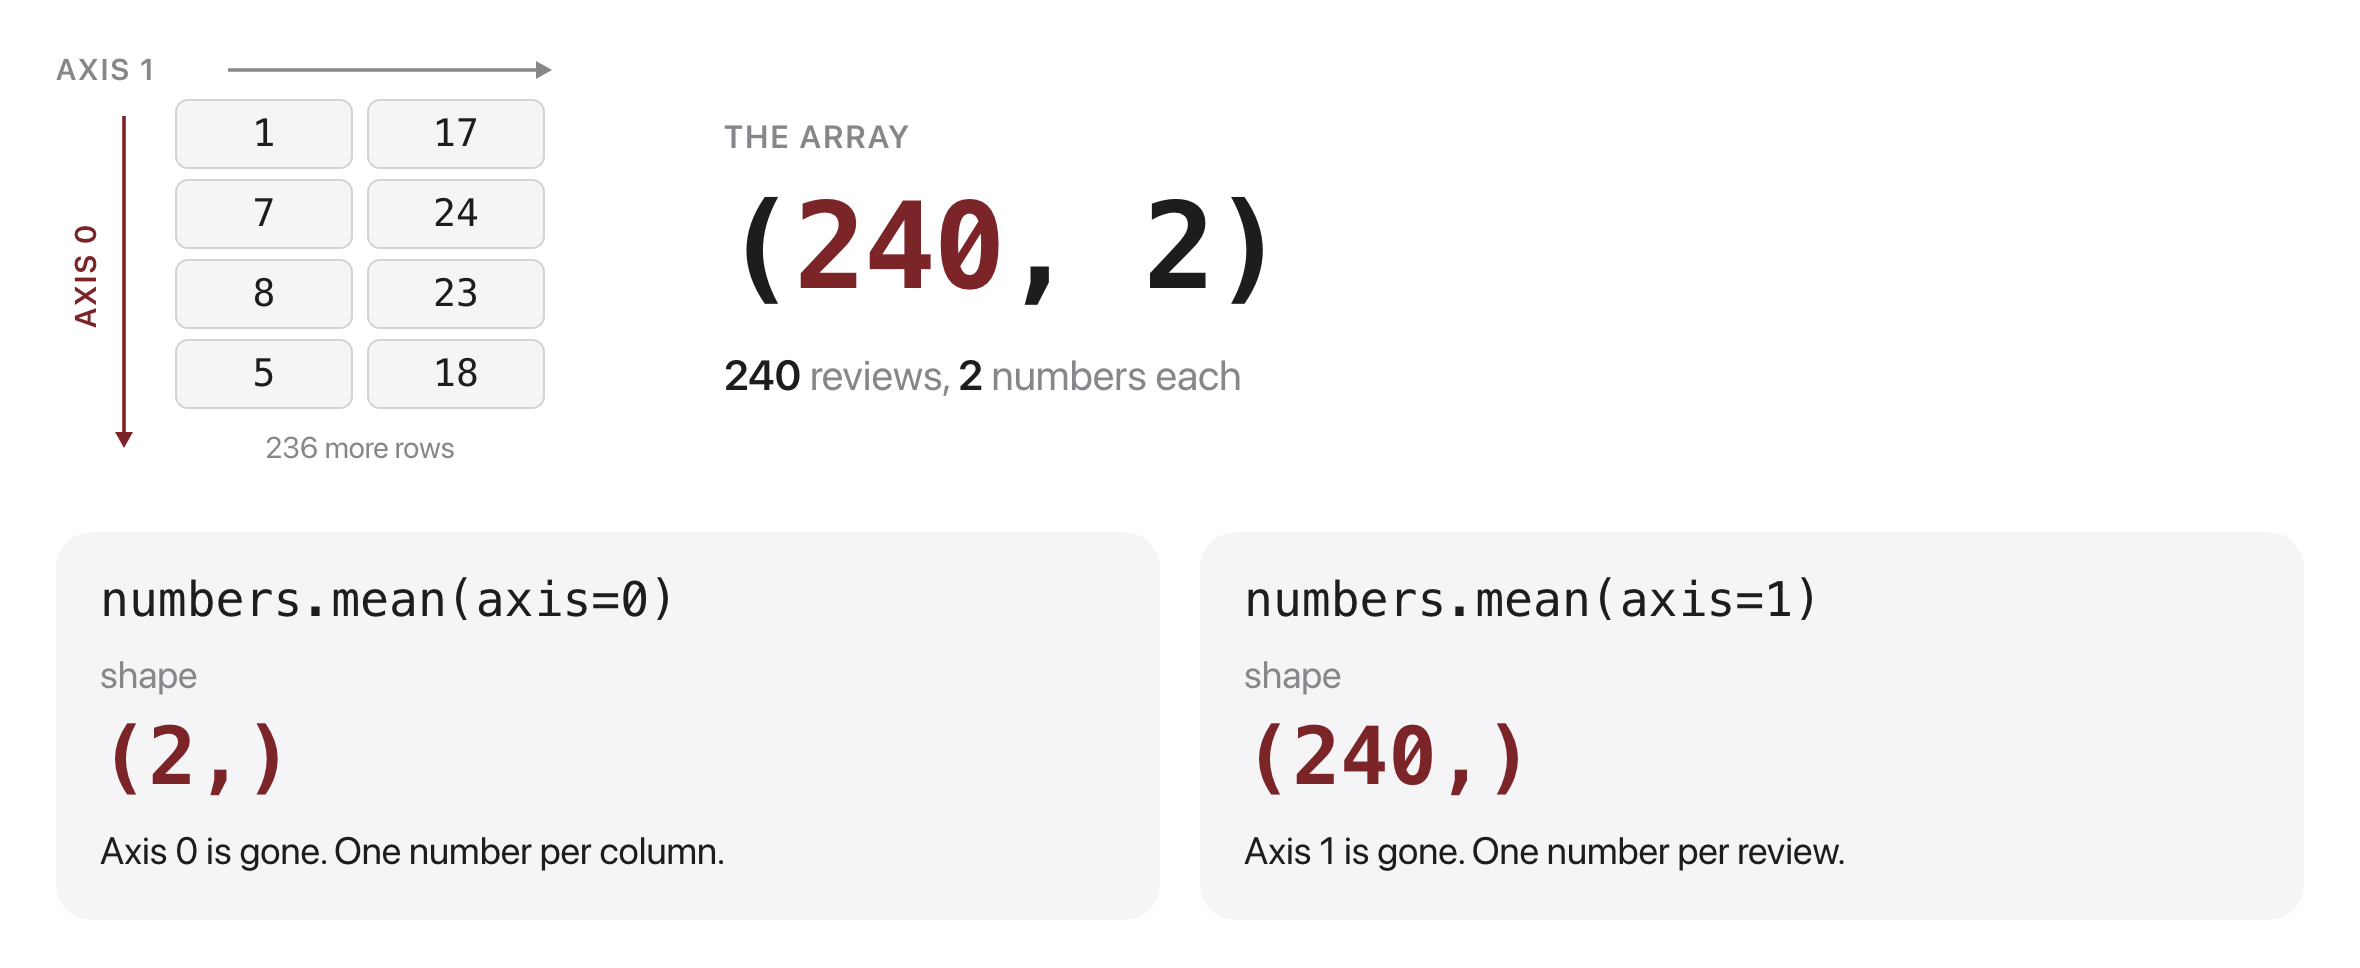 AXIS 1
AXIS 0
1 17
7 24
8 23
5 18
236 more rows
THE ARRAY
(240, 2)
240 reviews, 2 numbers each
numbers.mean(axis=0)
shape
(2,)
Axis 0 is gone. One number per column.
numbers.mean(axis=1)
shape
(240,)
Axis 1 is gone. One number per review.